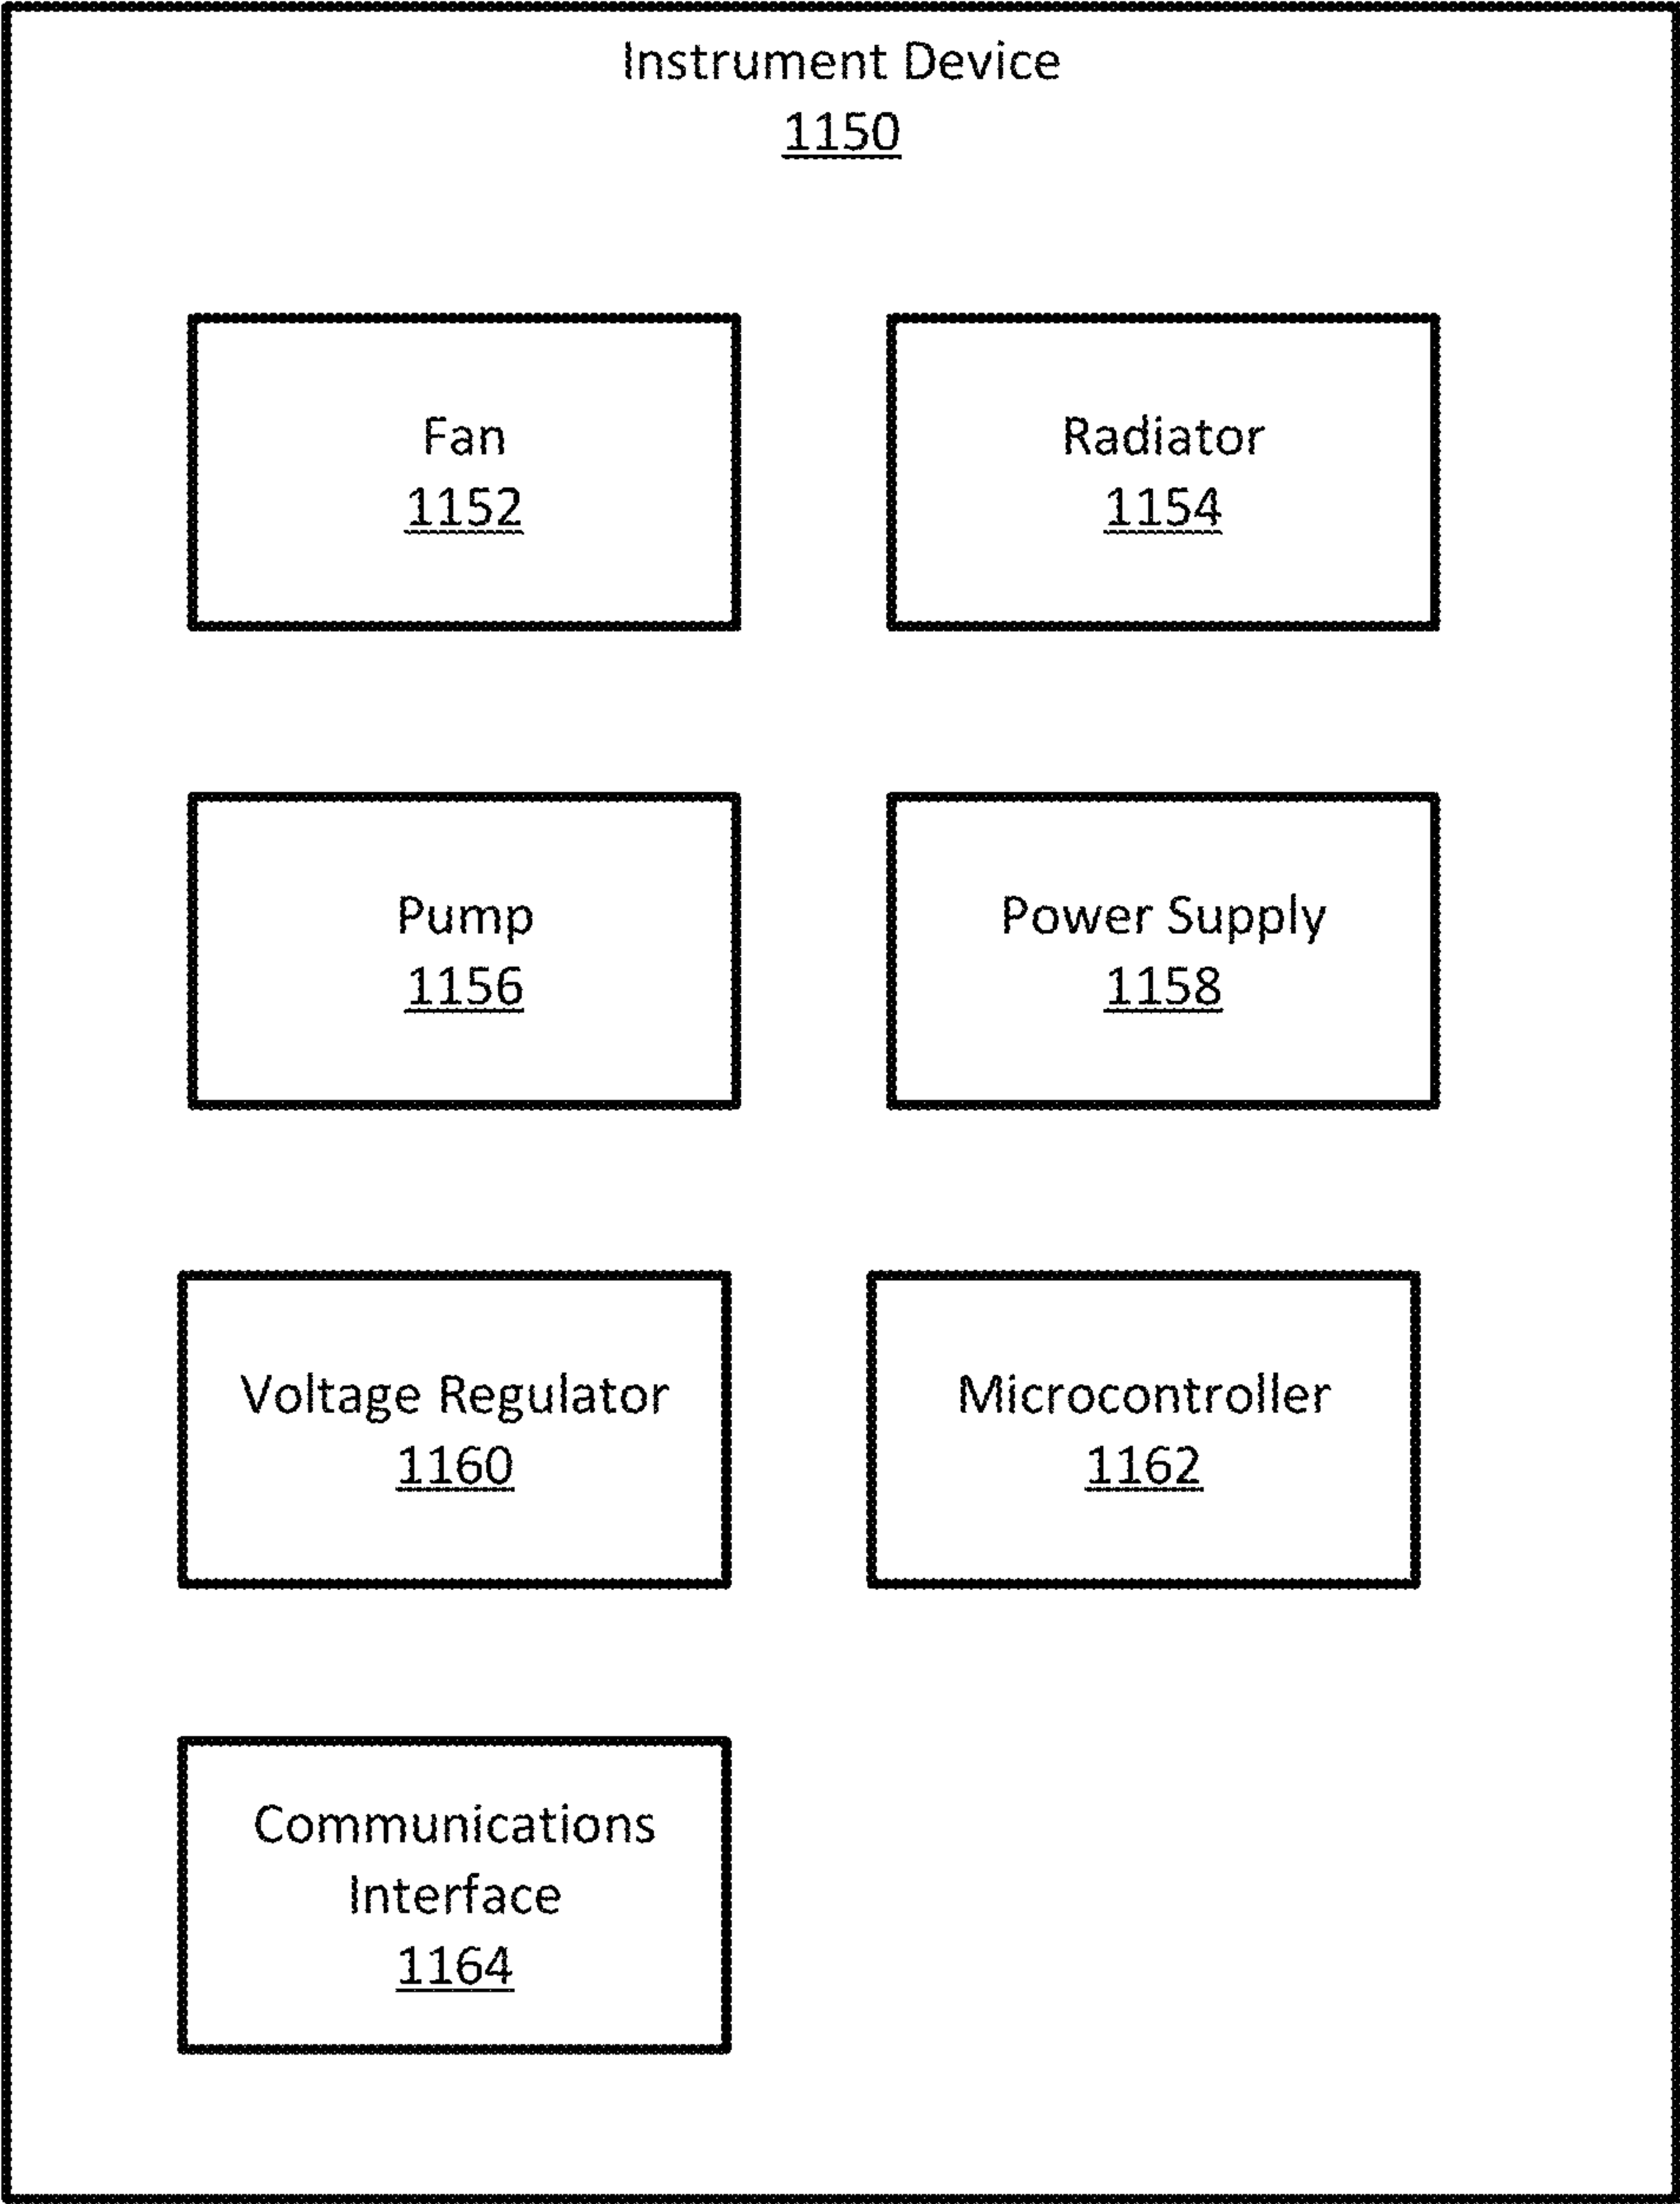 Instrument Device
1150
Fan
1152
Radiator
1154
Pump
1156
Power Supply
1158
Voltage Regulator
1160
Microcontroller
1162
Communications
Interface
1164